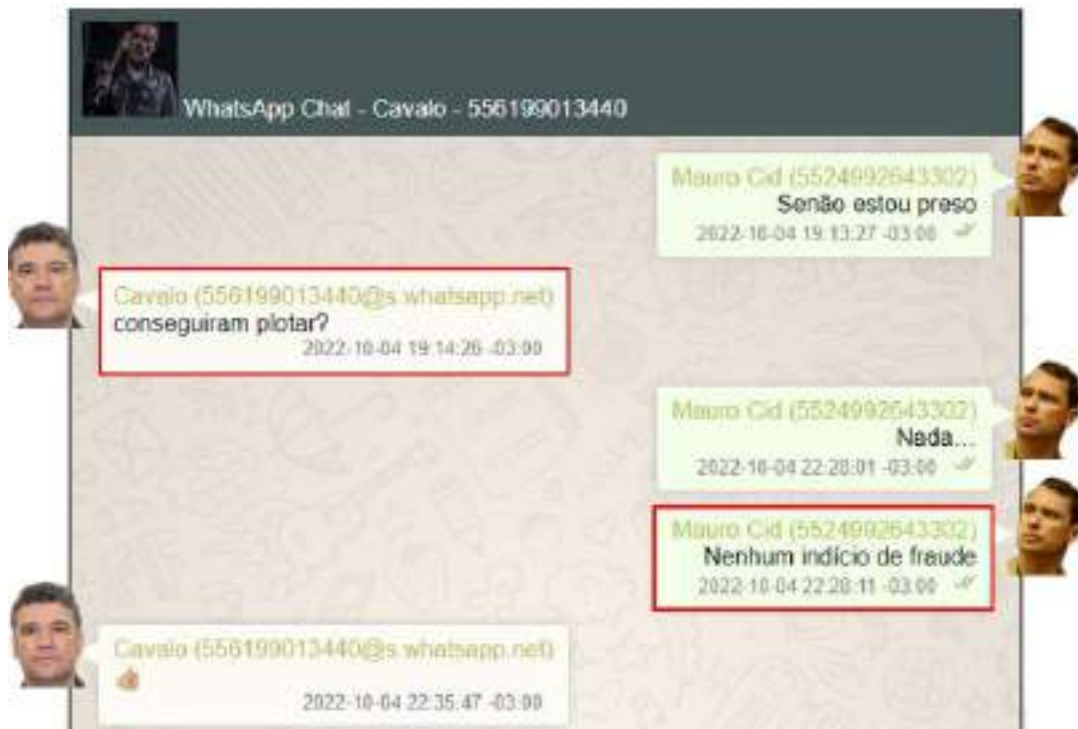 WhatsApp Chat - Cavalo - 556199013440
Mauro Cid (5524992643302)
Senão estou preso
2022-10-04 19:13:27 -03:00
Cavalo (556199013440@s.whatsapp.net)
conseguiram plotar?
2022-10-04 19:14:26 -03:00
Mauro Cid (5524992643302)
Nada...
2022-10-04 22:28:01 -03:00
Mauro Cid (5524992643302)
Nenhum indício de fraude
2022-10-04 22:28:11 -03:00
Cavalo (556199013440@s.whatsapp.net)
2022-10-04 22:35:47 -03:00